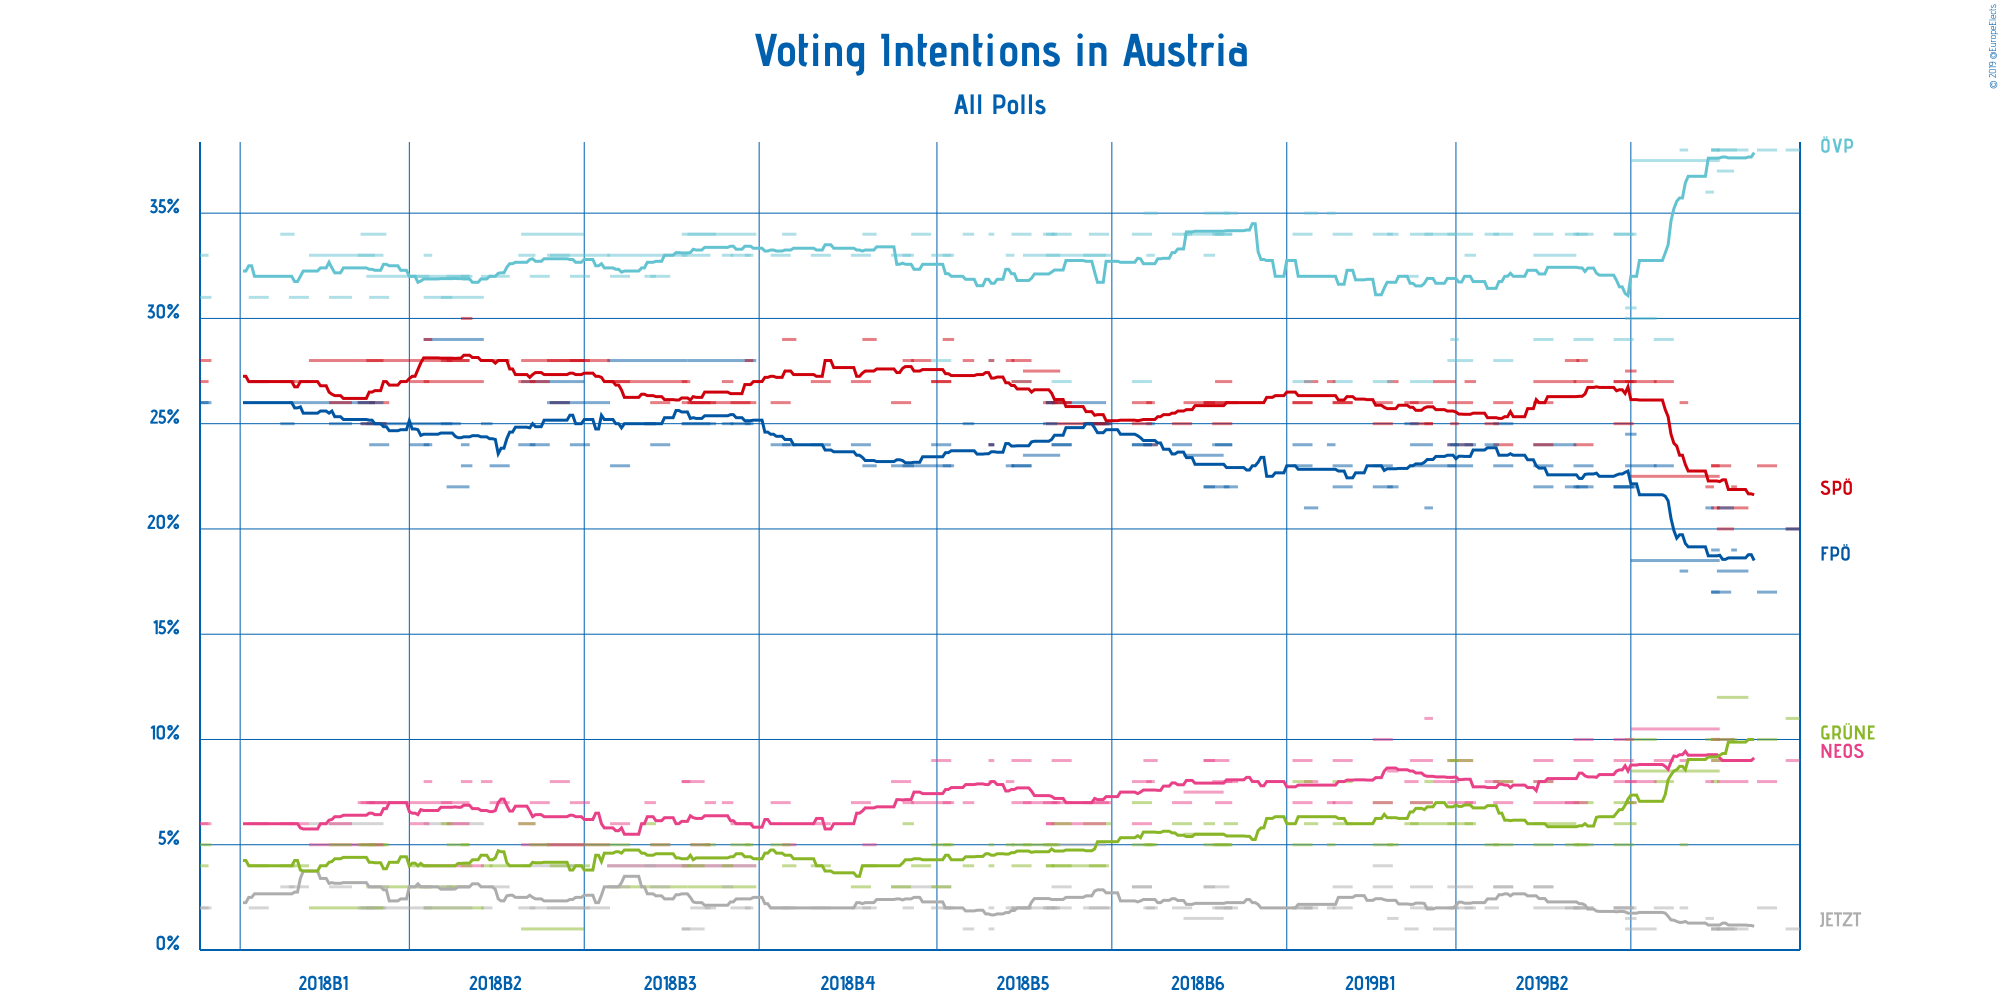 Voting Intentions in Austria
All Polls
© 2019 @EuropeElects
ÖVP
35%
30%
25%
SPÖ
20%
FPÖ
15%
10%
GRÜNE
NEOS
5%
JETZT
0%
2018B1 2018B2 2018B3 2018B4 2018B5 2018B6 2019B1 2019B2